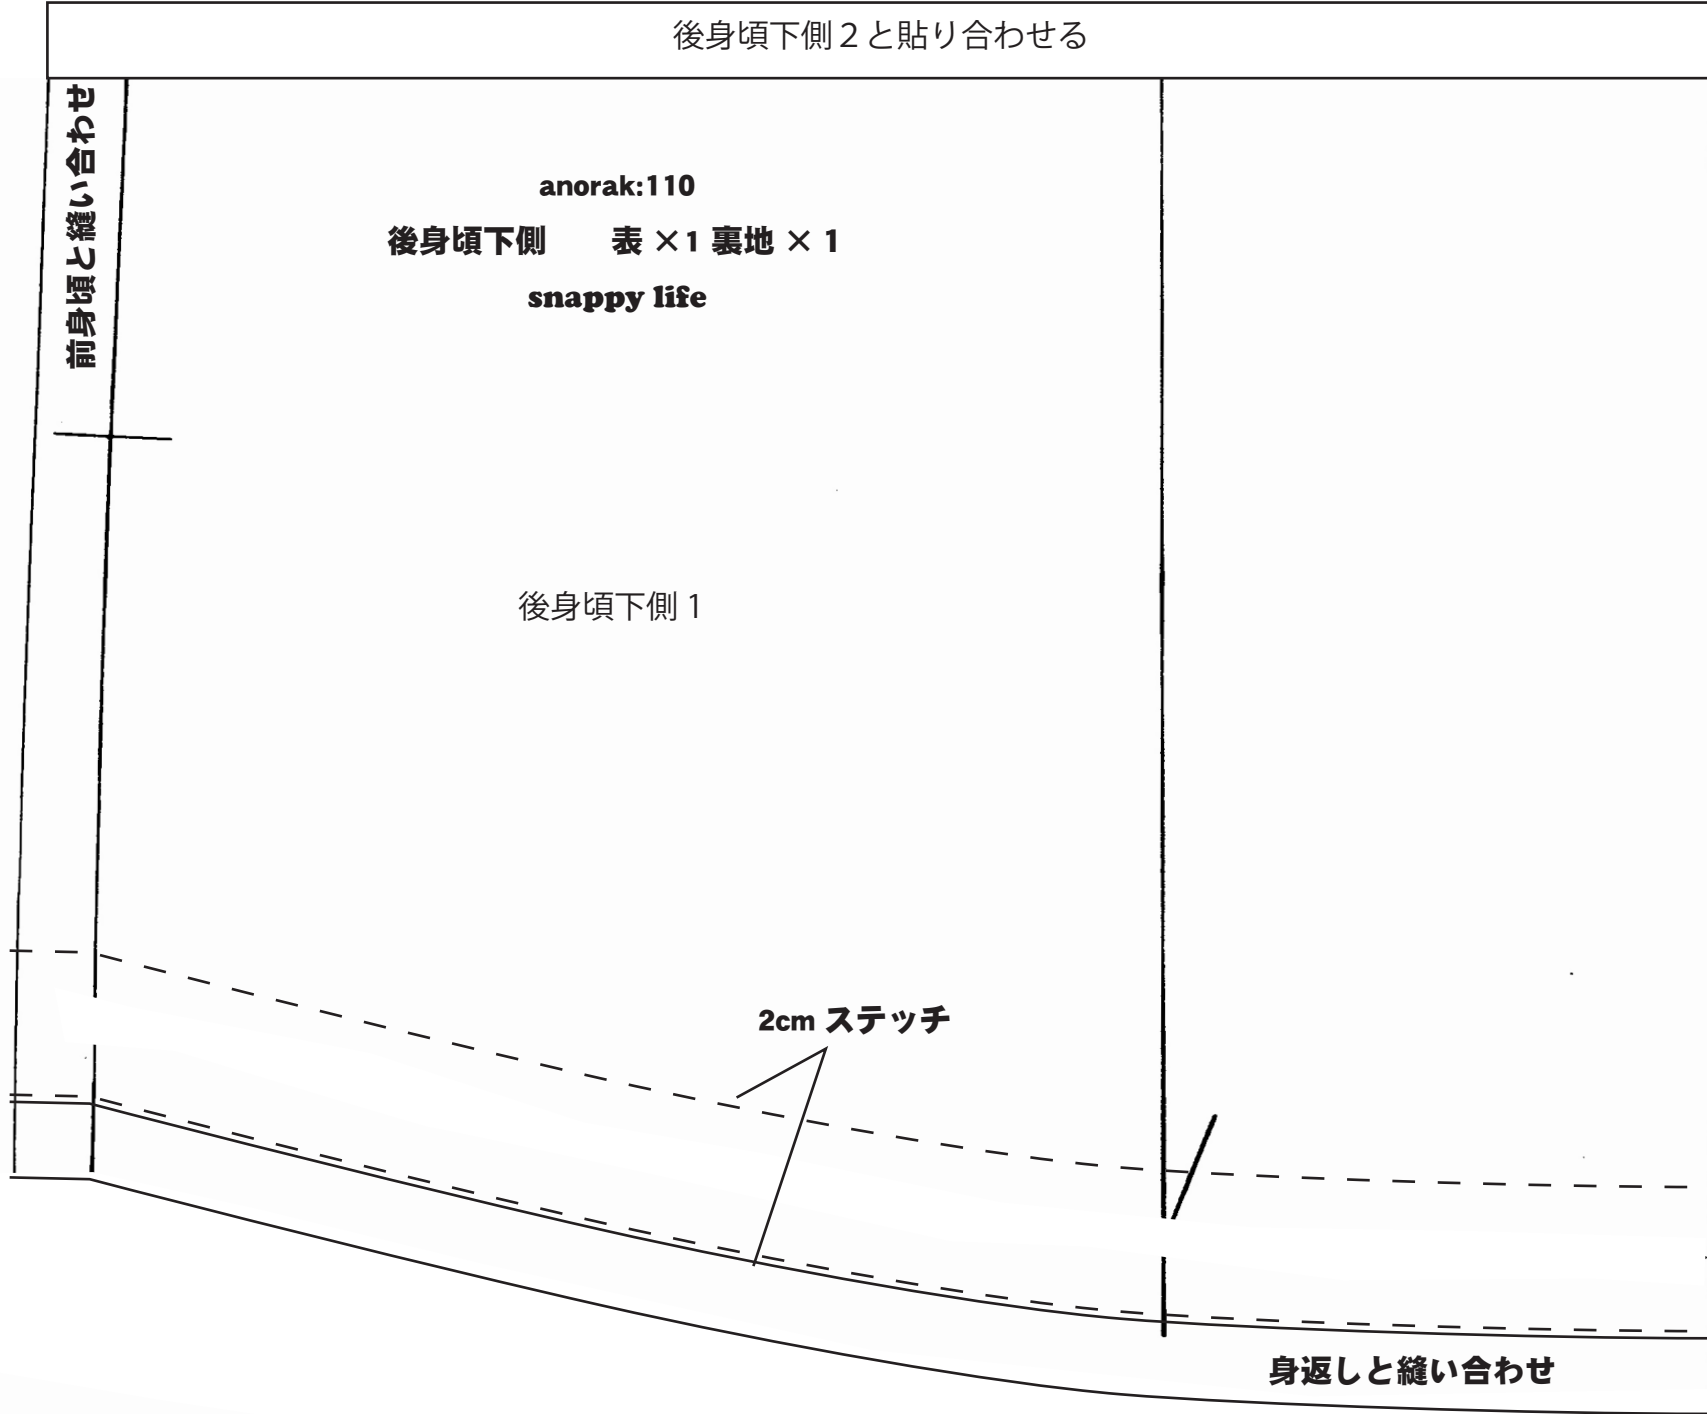 後身頃下側２と貼り合わせる
前身頃と縫い合わせ
anorak:110
後身頃下側　　表 ×1 裏地 × 1
snappy life
後身頃下側 1
2cm ステッチ
身返しと縫い合わせ